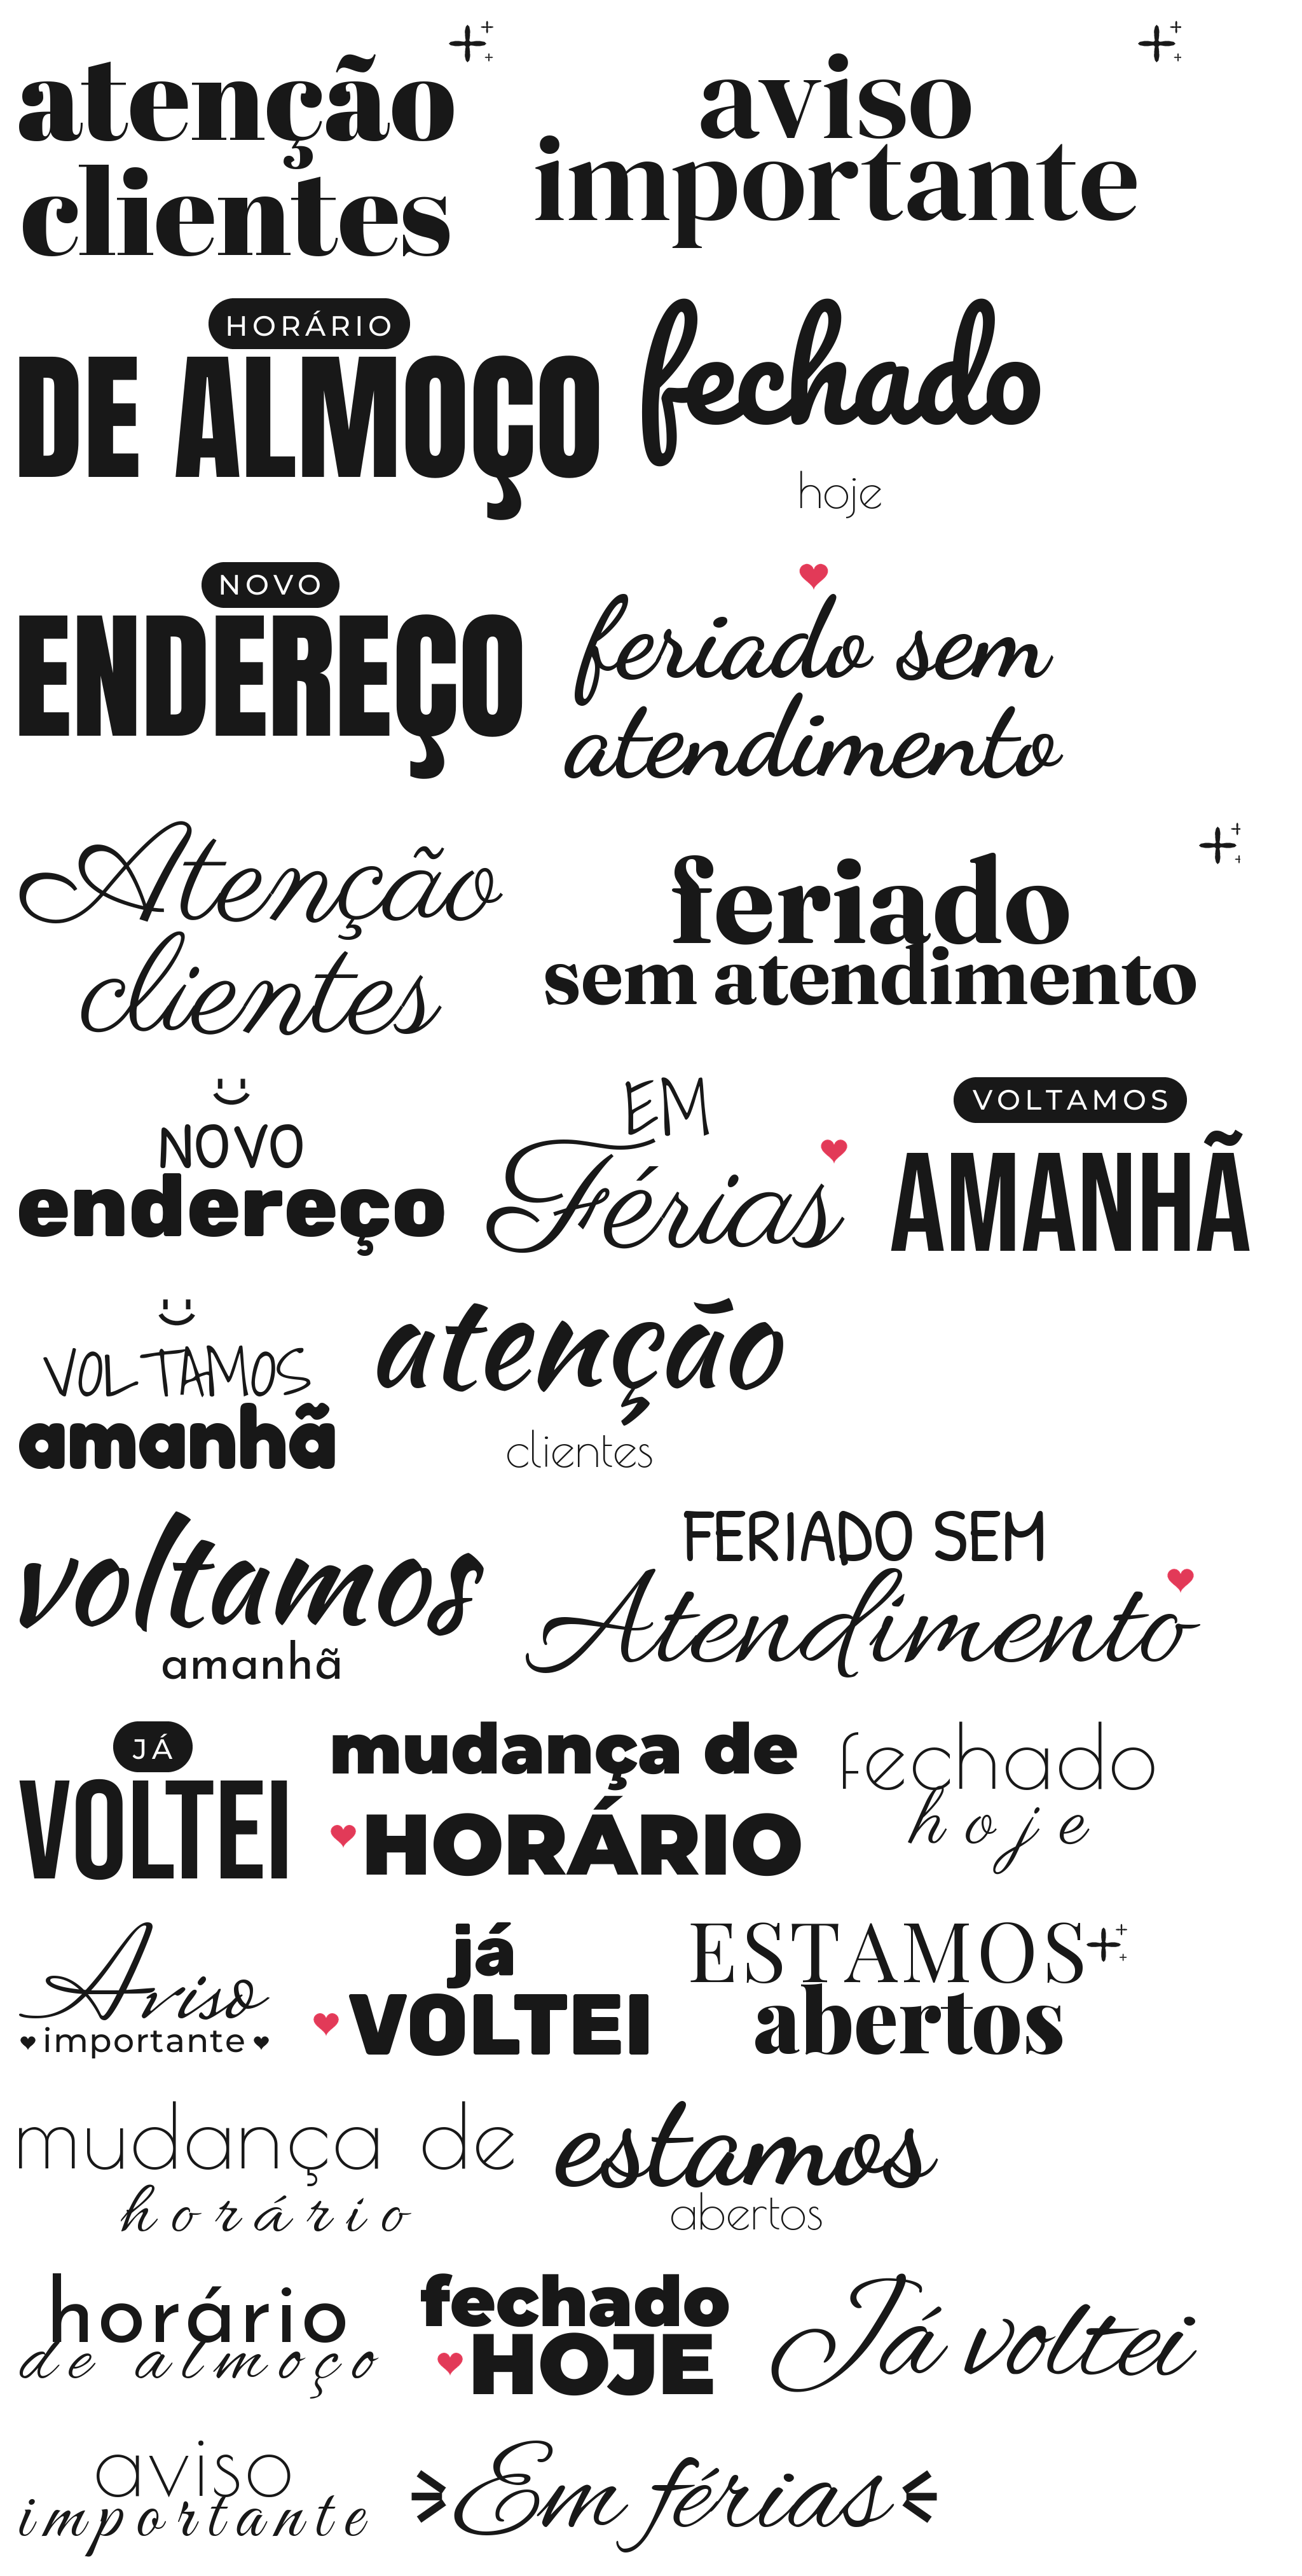 atenção
clientes
aviso
importante
HORÁRIO
DE ALMOÇO
fechado
hoje
NOVO
ENDEREÇO
feriado sem
atendimento
Atenção
clientes
feriado
sem atendimento
NOVO
endereço
EM
Férias
VOLTAMOS
AMANHÃ
VOLTAMOS
amanhã
atenção
clientes
voltamos
amanhã
FERIADO SEM
Atendimento
JÁ
VOLTEI
mudança de
HORÁRIO
fechado
hoje
Aviso
importante
já
VOLTEI
ESTAMOS
abertos
mudança de
horário
estamos
abertos
horário
de almoço
fechado
HOJE
Já voltei
aviso
importante
Em férias